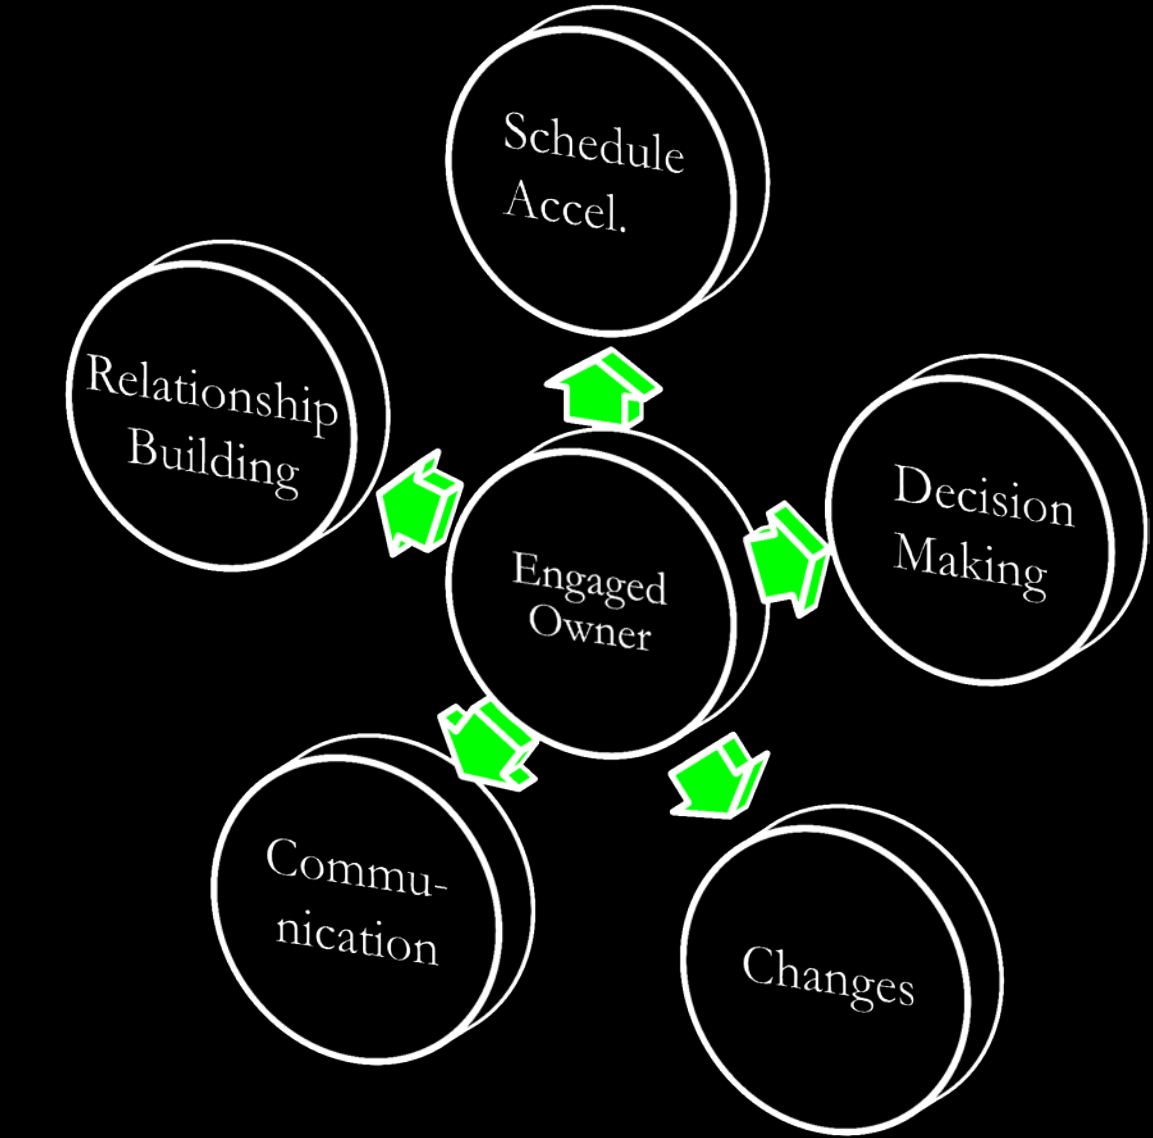 Schedule
Accel.
Relationship
Building
Decision
Making
Engaged
Owner
Commu-
nication
Changes